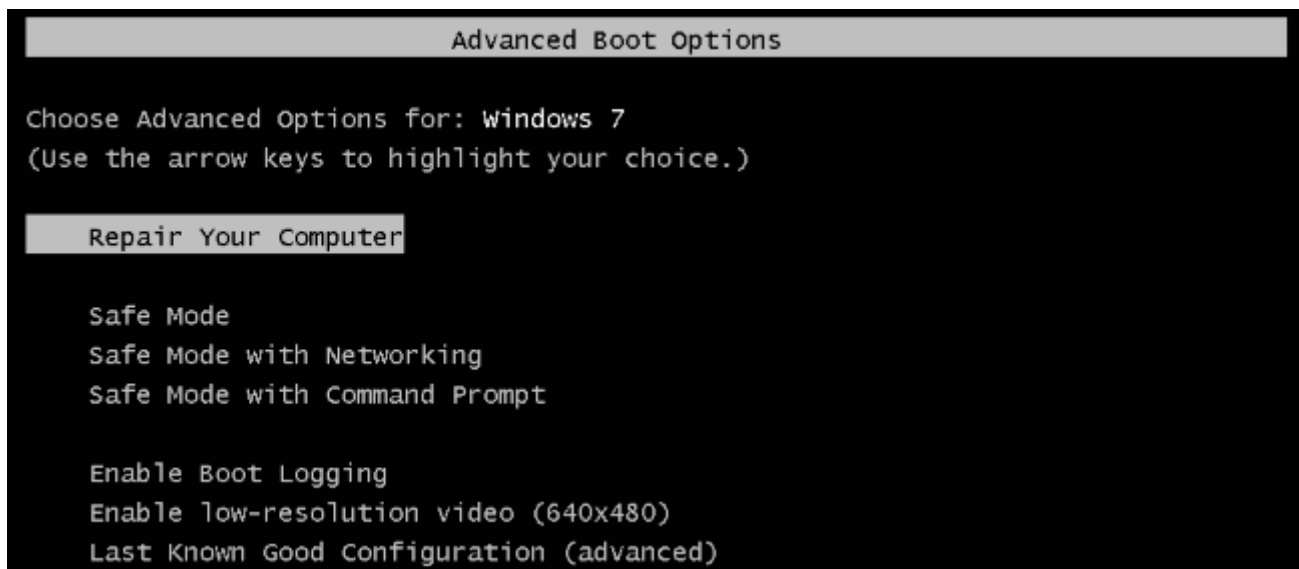 Advanced Boot Options
Choose Advanced Options for: Windows 7
(Use the arrow keys to highlight your choice.)
Repair Your Computer
Safe Mode
Safe Mode with Networking
Safe Mode with Command Prompt
Enable Boot Logging
Enable low-resolution video (640x480)
Last Known Good Configuration (advanced)